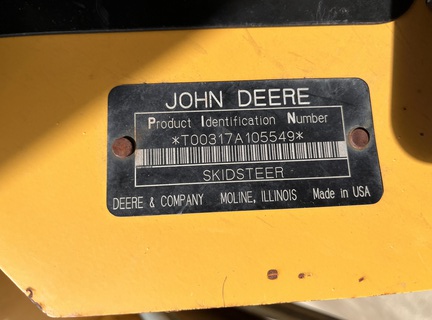 JOHN DEERE
Product Identification Number
*T00317A105549*
SKIDSTEER
DEERE & COMPANY MOLINE, ILLINOIS Made in USA